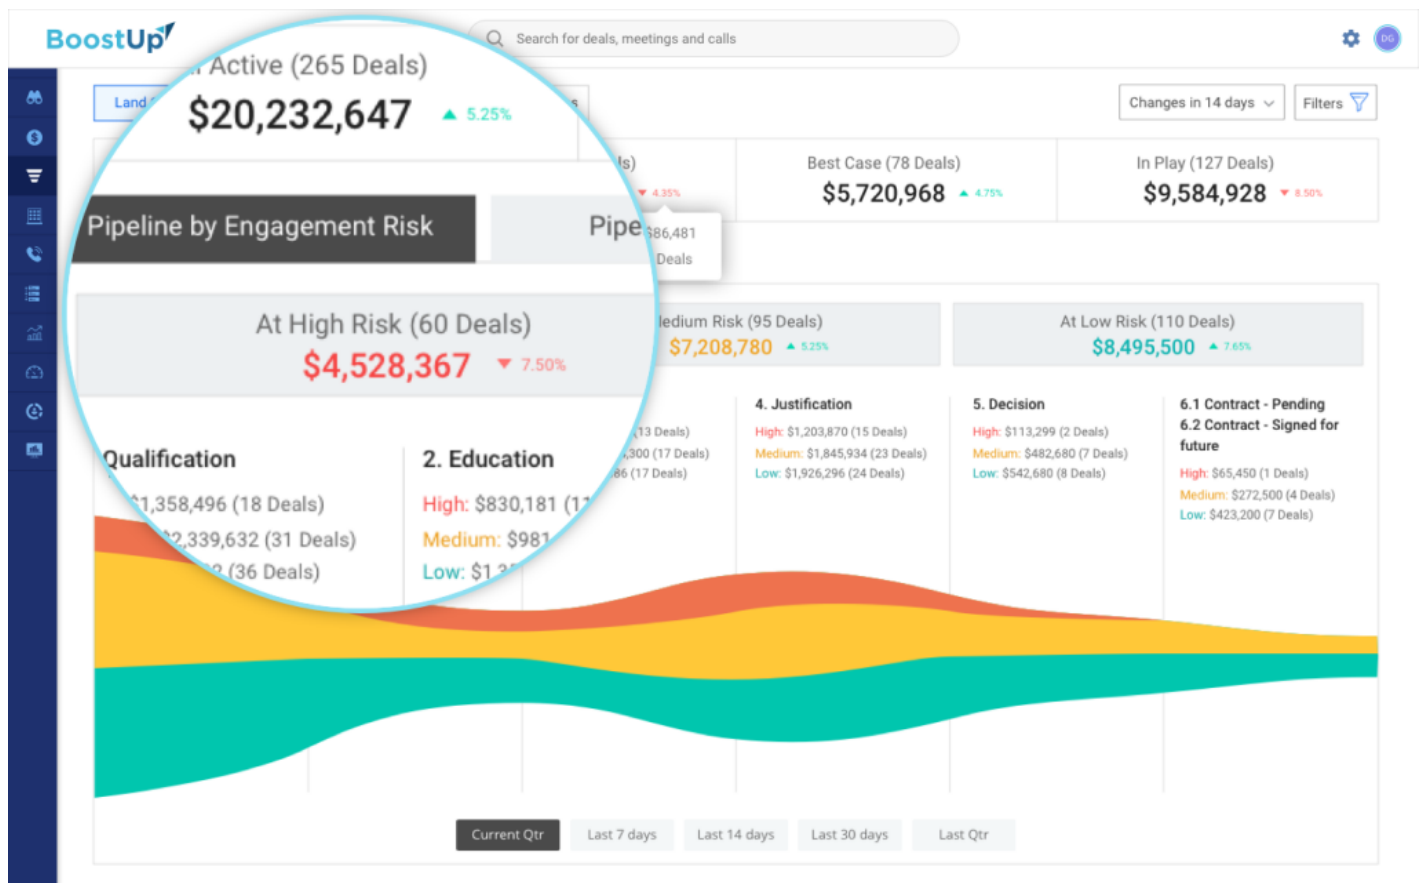 BoostUp
Search for deals, meetings and calls
DG
Land
Changes in 14 days
Filters
Active (265 Deals)
$20,232,647 5.25%
4.35%
Best Case (78 Deals)
$5,720,968 4.75%
In Play (127 Deals)
$9,584,928 8.50%
$86,481
Deals
Pipeline by Engagement Risk
At High Risk (60 Deals)
$4,528,367 7.50%
Risk (95 Deals)
$7,208,780 5.25%
At Low Risk (110 Deals)
$8,495,500 7.65%
Qualification
$1,358,496 (18 Deals)
$2,339,632 (31 Deals)
(36 Deals)
2. Education
High: $830,181
Medium:
Low:
(13 Deals)
(17 Deals)
(17 Deals)
4. Justification
High: $1,203,870 (15 Deals)
Medium: $1,845,934 (23 Deals)
Low: $1,926,296 (24 Deals)
5. Decision
High: $113,299 (2 Deals)
Medium: $482,680 (7 Deals)
Low: $542,680 (8 Deals)
6.1 Contract - Pending
6.2 Contract - Signed for
future
High: $65,450 (1 Deals)
Medium: $272,500 (4 Deals)
Low: $423,200 (7 Deals)
Current Qtr
Last 7 days
Last 14 days
Last 30 days
Last Qtr